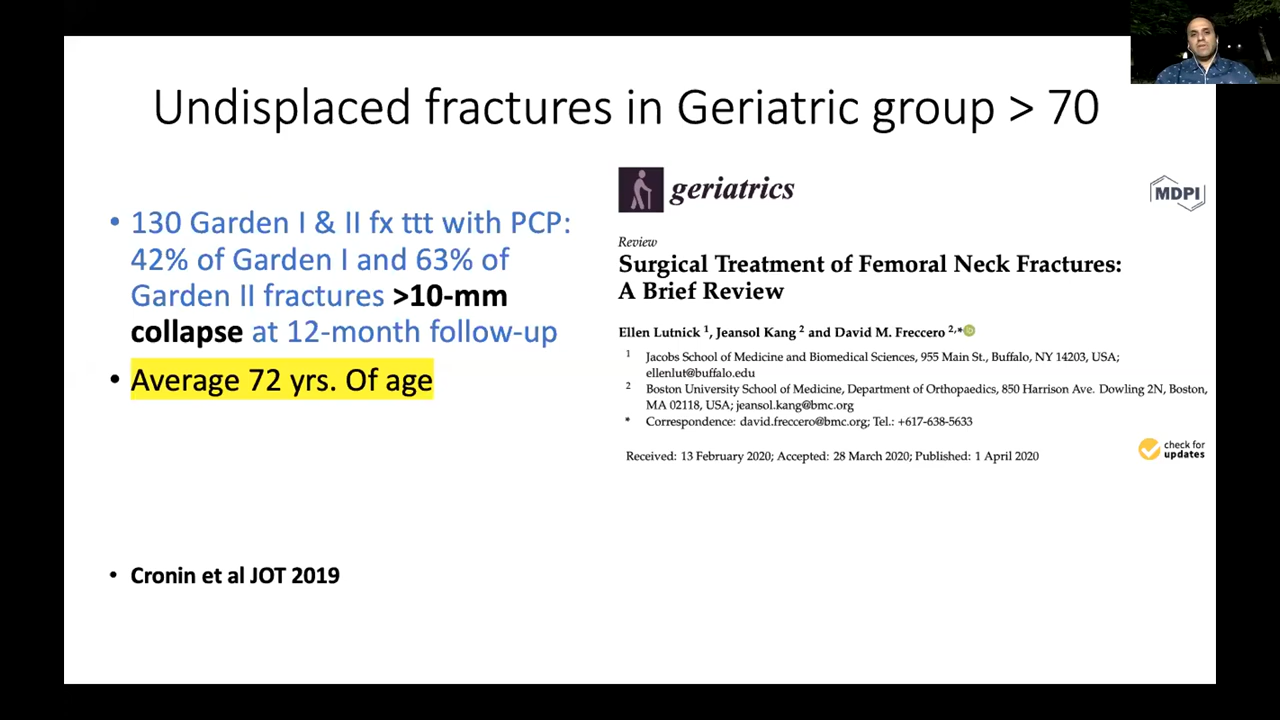 Undisplaced fractures in Geriatric group > 70
• 130 Garden I & II fx ttt with PCP:
42% of Garden I and 63% of
Garden II fractures >10-mm
collapse at 12-month follow-up
• Average 72 yrs. Of age
• Cronin et al JOT 2019
geriatrics
MDPI
Review
Surgical Treatment of Femoral Neck Fractures:
A Brief Review
Ellen Lutnick 1, Jeansol Kang 2 and David M. Freccero 2,*
1 Jacobs School of Medicine and Biomedical Sciences, 955 Main St., Buffalo, NY 14203, USA;
ellenlut@buffalo.edu
2 Boston University School of Medicine, Department of Orthopaedics, 850 Harrison Ave. Dowling 2N, Boston,
MA 02118, USA; jeansol.kang@bmc.org
* Correspondence: david.freccero@bmc.org; Tel.: +617-638-5633
Received: 13 February 2020; Accepted: 28 March 2020; Published: 1 April 2020
check for
updates